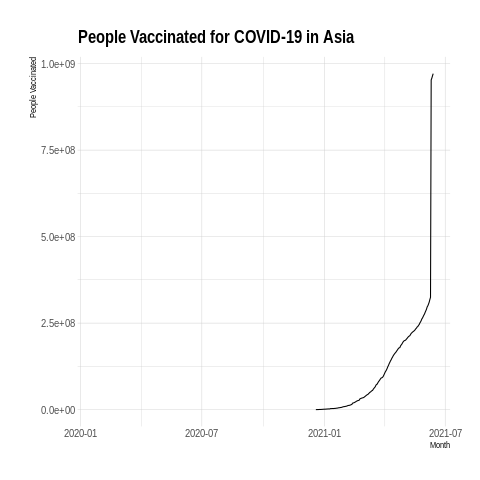 People Vaccinated for COVID-19 in Asia
People Vaccinated
1.0e+09
7.5e+08
5.0e+08
2.5e+08
0.0e+00
2020-01
2020-07
2021-01
2021-07
Month